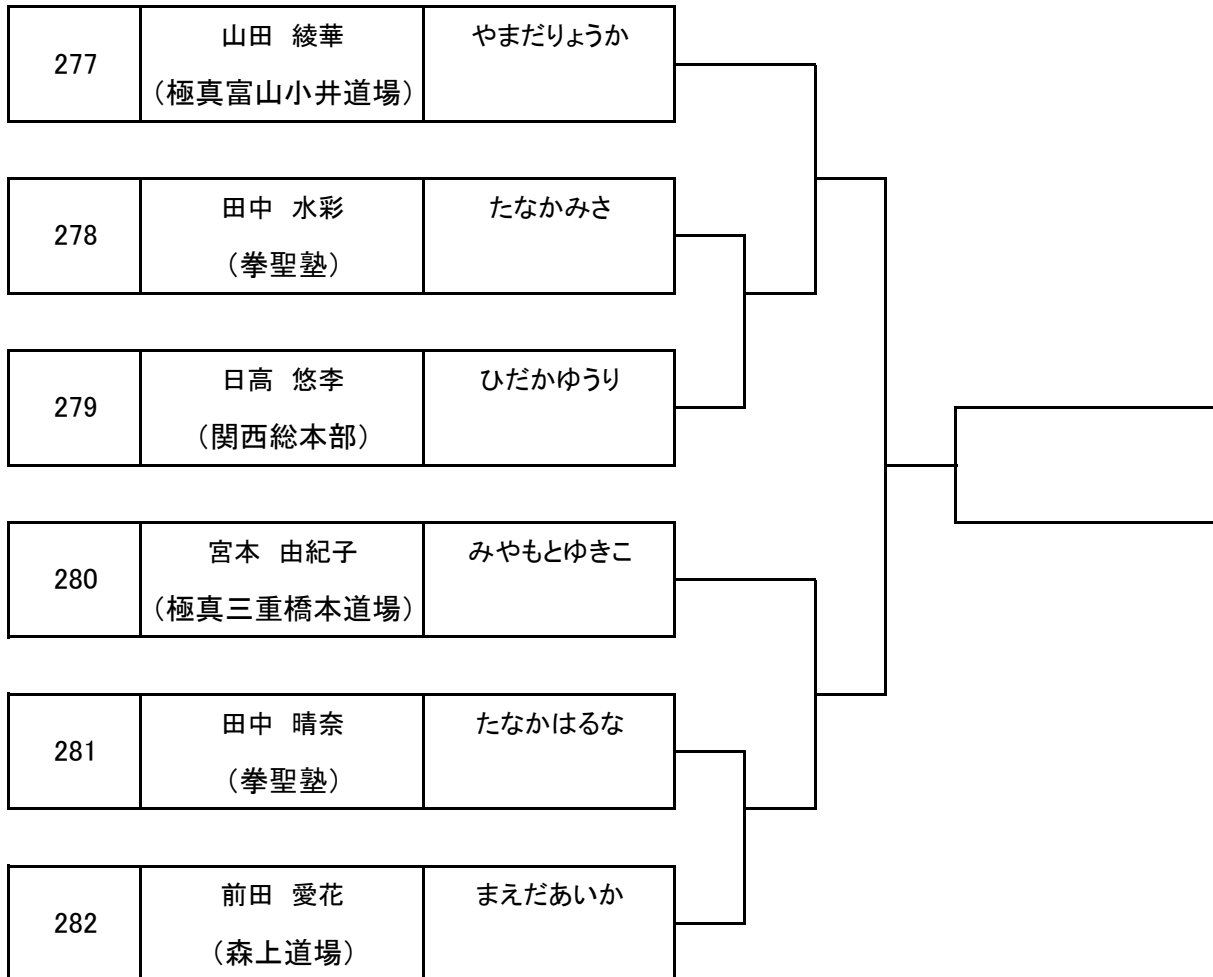 277
山田 綾華
（極真富山小井道場）
やまだりょうか
278
田中 水彩
（拳聖塾）
たなかみさ
279
日高 悠李
（関西総本部）
ひだかゆうり
280
宮本 由紀子
（極真三重橋本道場）
みやもとゆきこ
281
田中 晴奈
（拳聖塾）
たなかはるな
282
前田 愛花
（森上道場）
まえだあいか